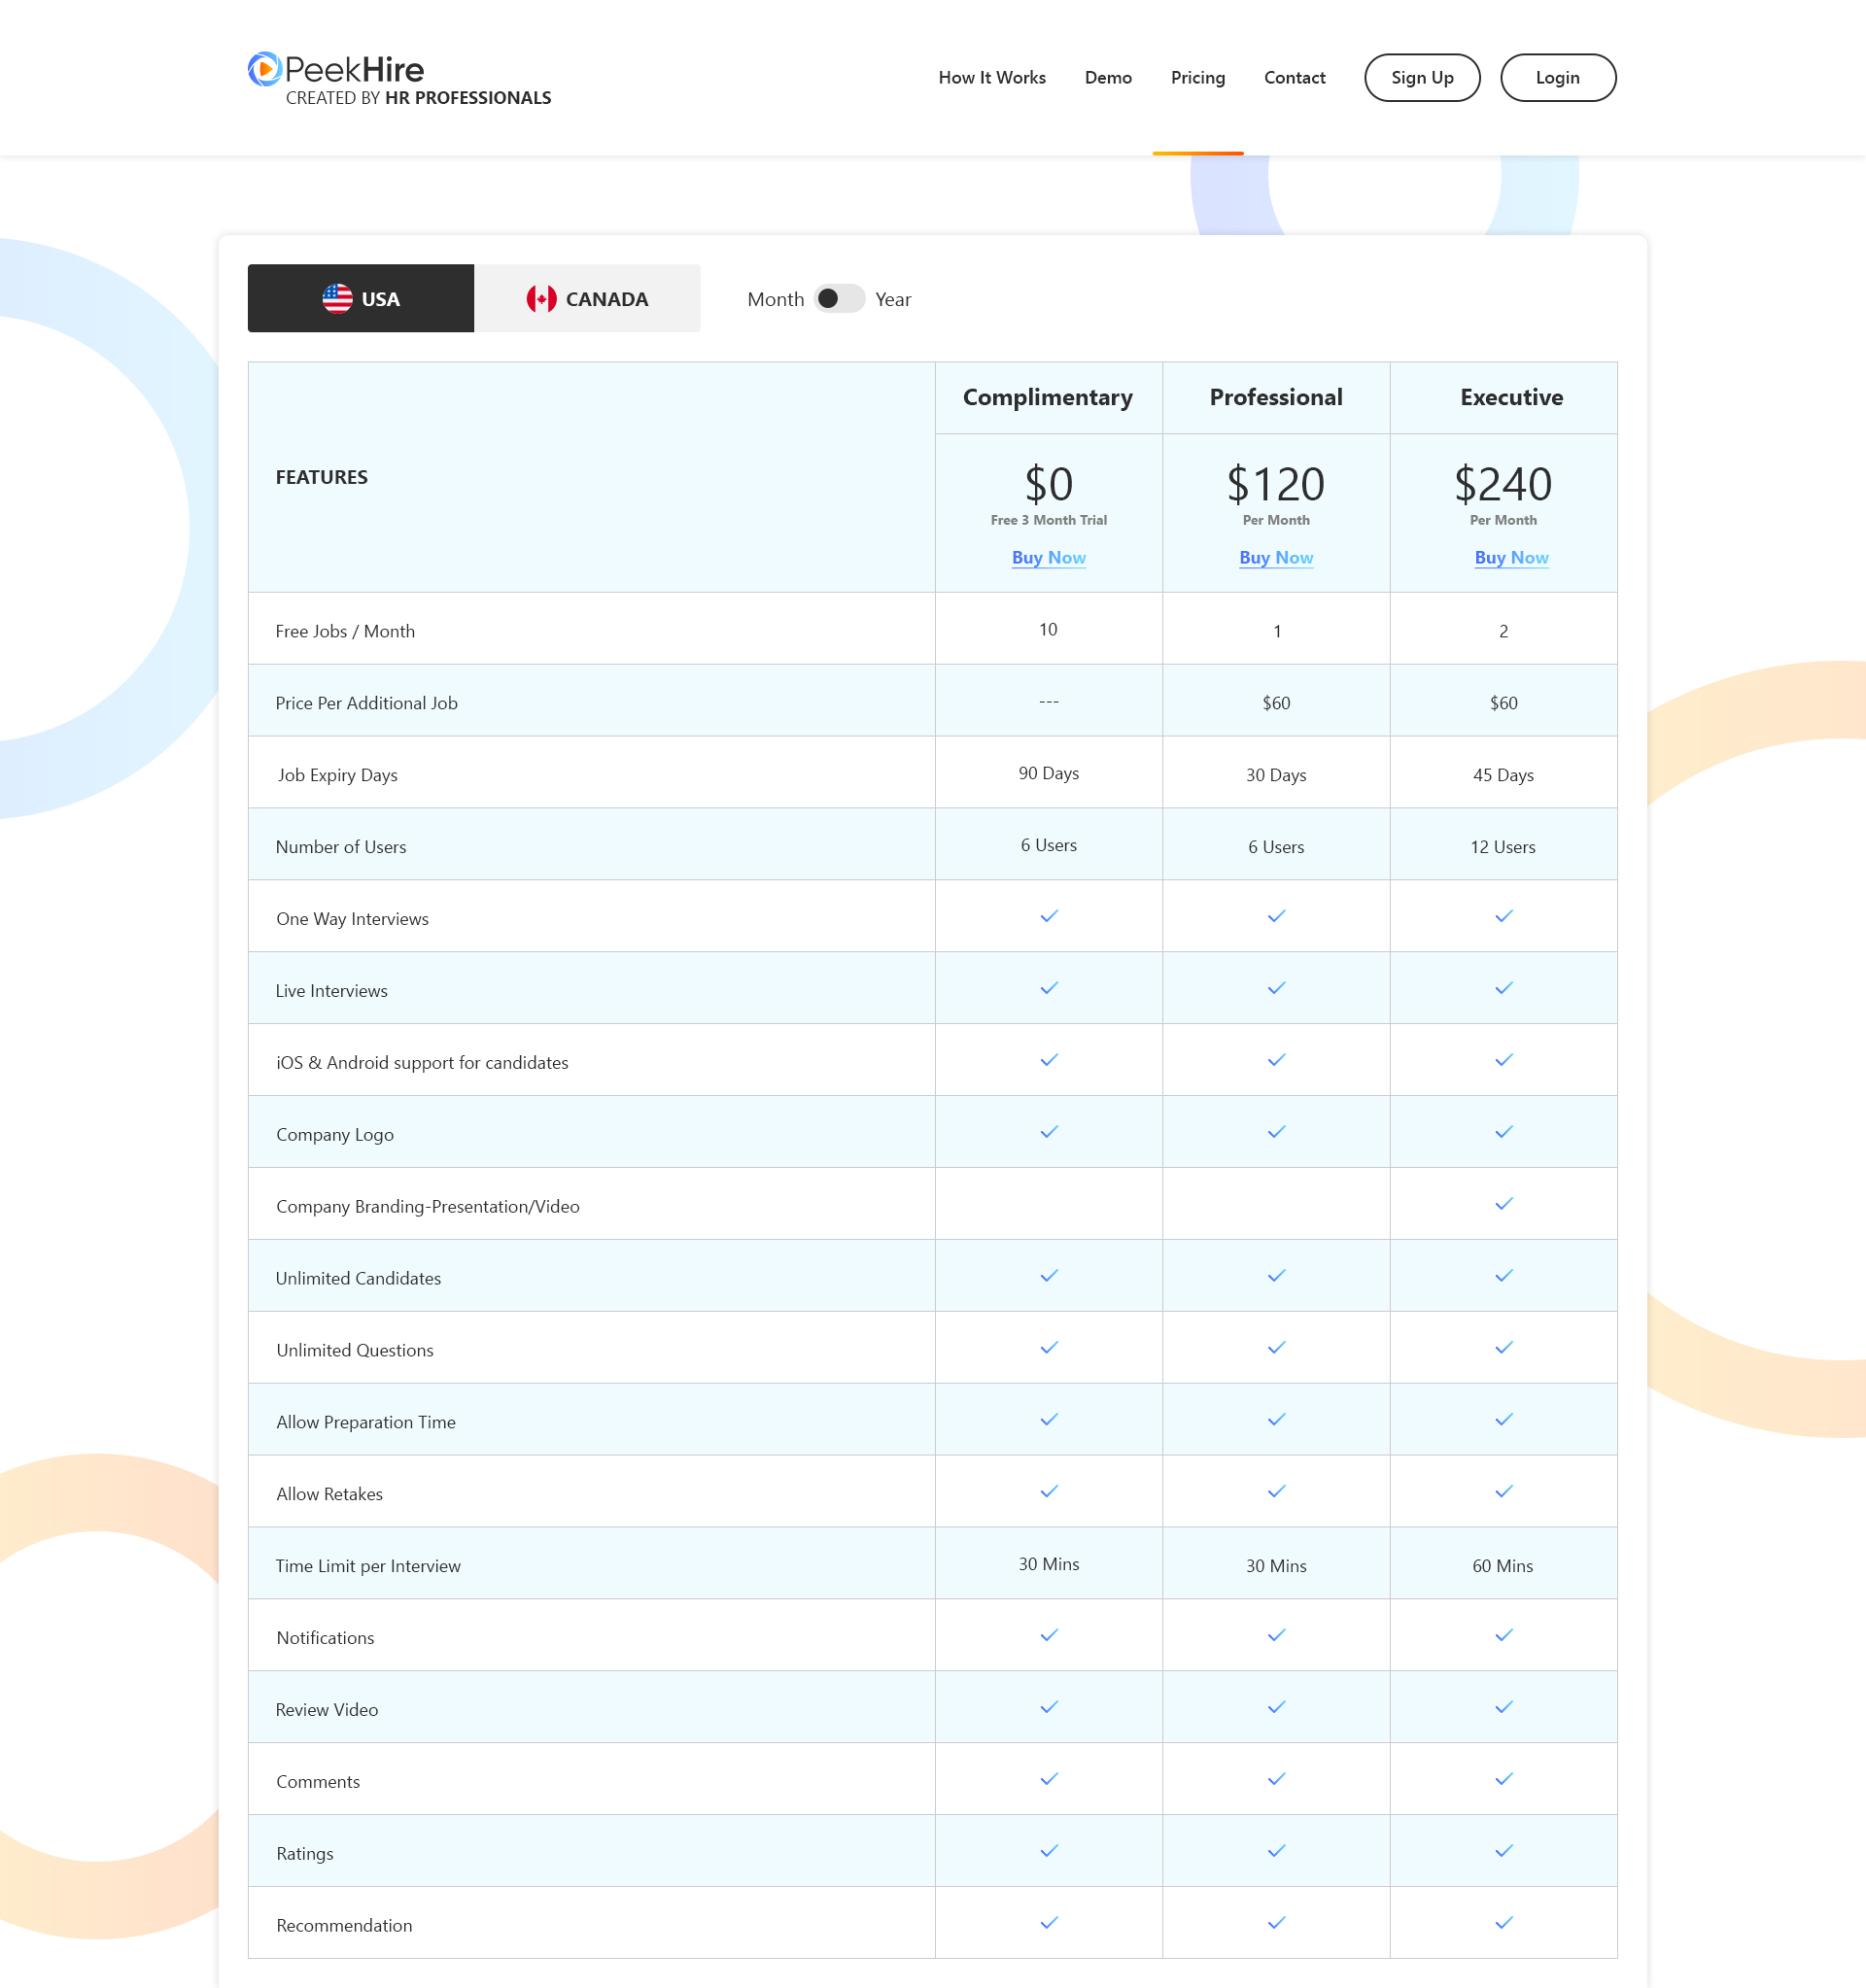 PeekHire
CREATED BY HR PROFESSIONALS
How It Works Demo Pricing Contact Sign Up Login
USA CANADA Month Year
Complimentary Professional Executive
FEATURES
$0 $120 $240
Free 3 Month Trial Per Month Per Month
Buy Now Buy Now Buy Now
Free Jobs / Month 10 1 2
Price Per Additional Job --- $60 $60
Job Expiry Days 90 Days 30 Days 45 Days
Number of Users 6 Users 6 Users 12 Users
One Way Interviews
Live Interviews
iOS & Android support for candidates
Company Logo
Company Branding-Presentation/Video
Unlimited Candidates
Unlimited Questions
Allow Preparation Time
Allow Retakes
Time Limit per Interview 30 Mins 30 Mins 60 Mins
Notifications
Review Video
Comments
Ratings
Recommendation